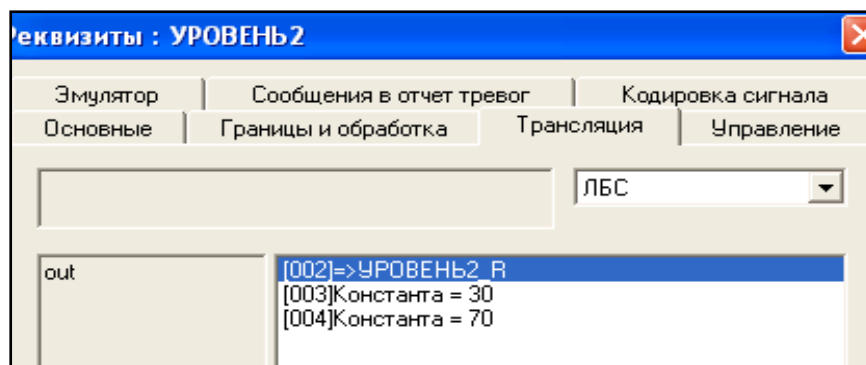 Реквизиты : УРОВЕНЬ2
Эмулятор Сообщения в отчет тревог Кодировка сигнала
Основные Границы и обработка Трансляция Управление
ЛБС
out
[002]=>УРОВЕНЬ2_R
[003]Константа = 30
[004]Константа = 70